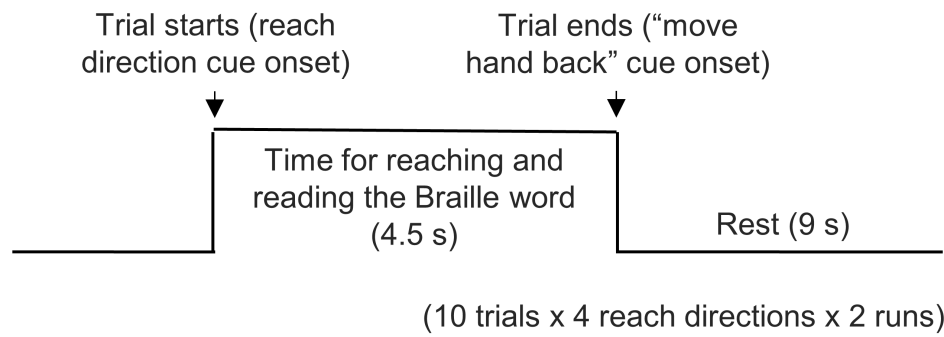 Trial starts (reach
direction cue onset)
Trial ends (“move
hand back” cue onset)
Time for reaching and
reading the Braille word
(4.5 s)
Rest (9 s)
(10 trials x 4 reach directions x 2 runs)